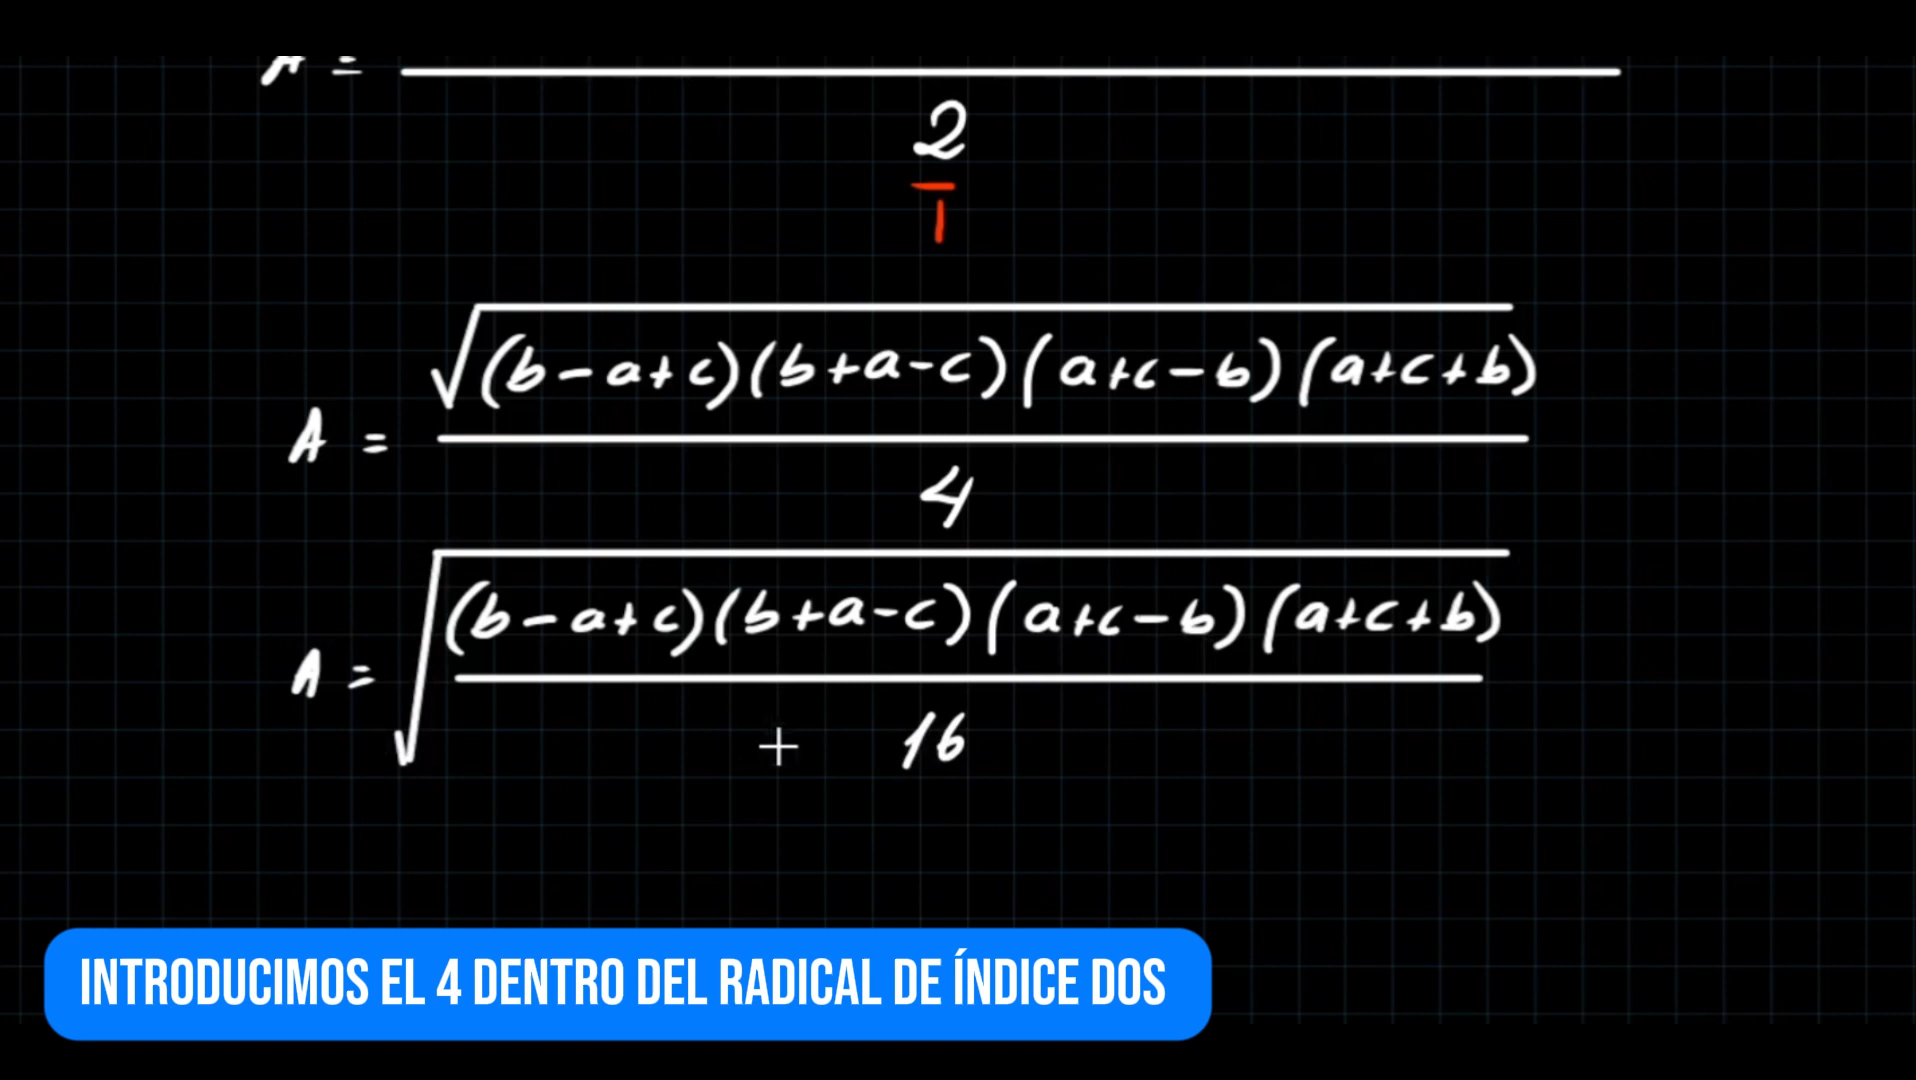 A =
2
1
A = √(b-a+c)(b+a-c)(a+c-b)(a+c+b)
4
A = √(b-a+c)(b+a-c)(a+c-b)(a+c+b)
16
INTRODUCIMOS EL 4 DENTRO DEL RADICAL DE ÍNDICE DOS